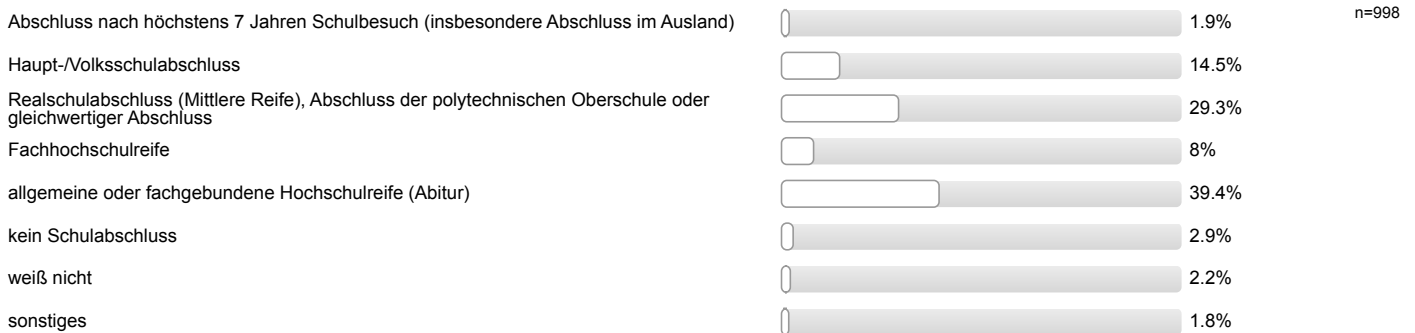 Abschluss nach höchstens 7 Jahren Schulbesuch (insbesondere Abschluss im Ausland) 1.9% n=998
Haupt-/Volksschulabschluss 14.5%
Realschulabschluss (Mittlere Reife), Abschluss der polytechnischen Oberschule oder
gleichwertiger Abschluss 29.3%
Fachhochschulreife 8%
allgemeine oder fachgebundene Hochschulreife (Abitur) 39.4%
kein Schulabschluss 2.9%
weiß nicht 2.2%
sonstiges 1.8%